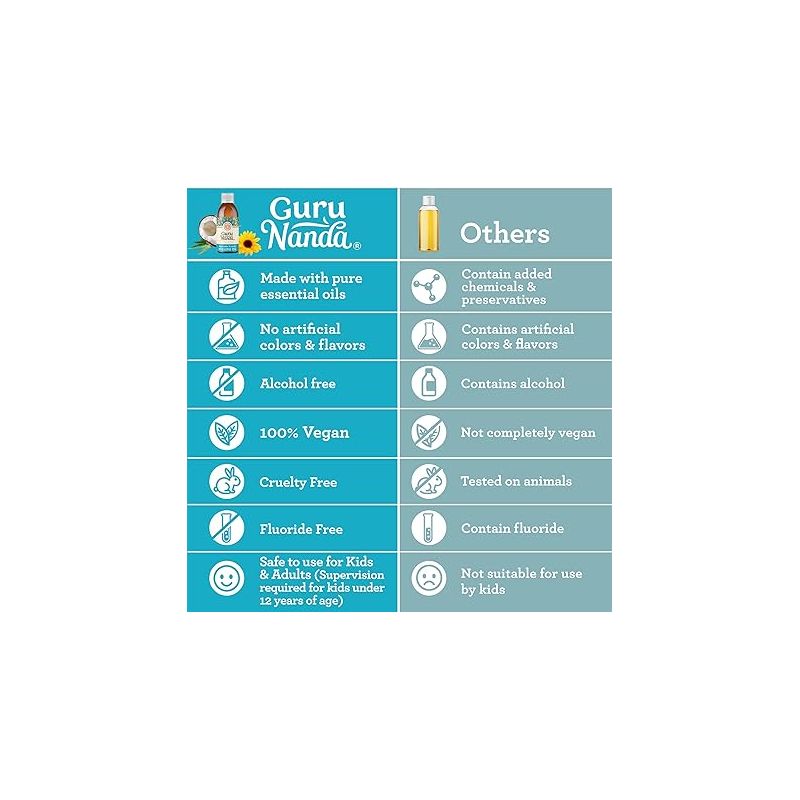 Guru
Nanda®
Others
Made with pure
essential oils
Contain added
chemicals &
preservatives
No artificial
colors & flavors
Contains artificial
colors & flavors
Alcohol free
Contains alcohol
100% Vegan
Not completely vegan
Cruelty Free
Tested on animals
Fluoride Free
Contain fluoride
Safe to use for Kids
& Adults (Supervision
required for kids under
12 years of age)
Not suitable for use
by kids